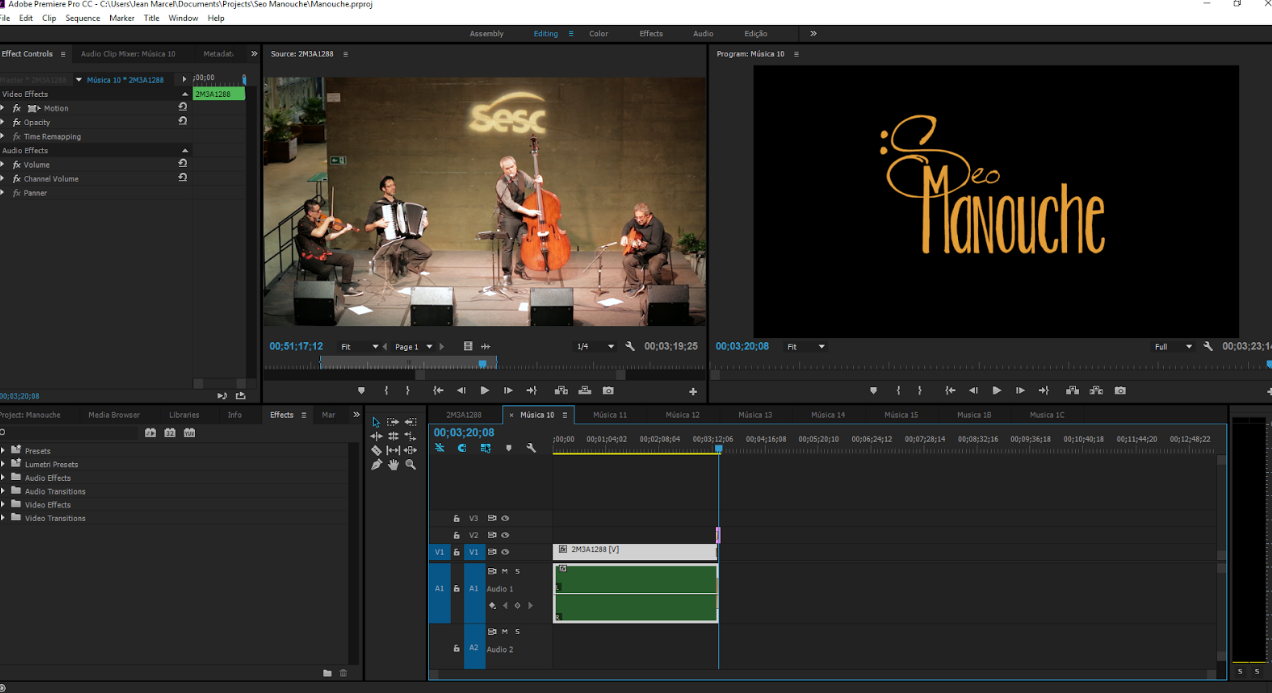 Adobe Premiere Pro CC - C:\Users\Jean Marcel\Documents\Projects\Seo Manouche\Manouche.prproj
File Edit Clip Sequence Marker Title Window Help
Assembly Editing Color Effects Audio Edição
Effect Controls Audio Clip Mixer: Música 10 Metadat
Source: 2M3A1288
Program: Música 10
Master * 2M3A1288 Música 10 * 2M3A1288
;00;00
Video Effects
2M3A1288
fx Motion
fx Opacity
fx Time Remapping
Audio Effects
fx Volume
fx Channel Volume
fx Panner
00;03;20;08
Sesc
00;51;17;12 Fit Page 1 1/4 00;03;19;25
Seo
Manouche
00;03;20;08 Fit Full 00;03;23;14
Project: Manouche Media Browser Libraries Info Effects Mar
Presets
Lumetri Presets
Audio Effects
Audio Transitions
Video Effects
Video Transitions
2M3A1288 × Música 10 Música 11 Música 12 Música 13 Música 14 Música 15 Musica 1B Musica 1C
00;03;20;08
;00;00 00;01;04;02 00;02;08;04 00;03;12;06 00;04;16;08 00;05;20;10 00;06;24;12 00;07;28;14 00;08;32;16 00;09;36;18 00;10;40;18 00;11;44;20 00;12;48;22
V3
V2
V1 V1 fx 2M3A1288 [V]
M S
A1 A1 Audio 1
M S
A2 Audio 2
S S